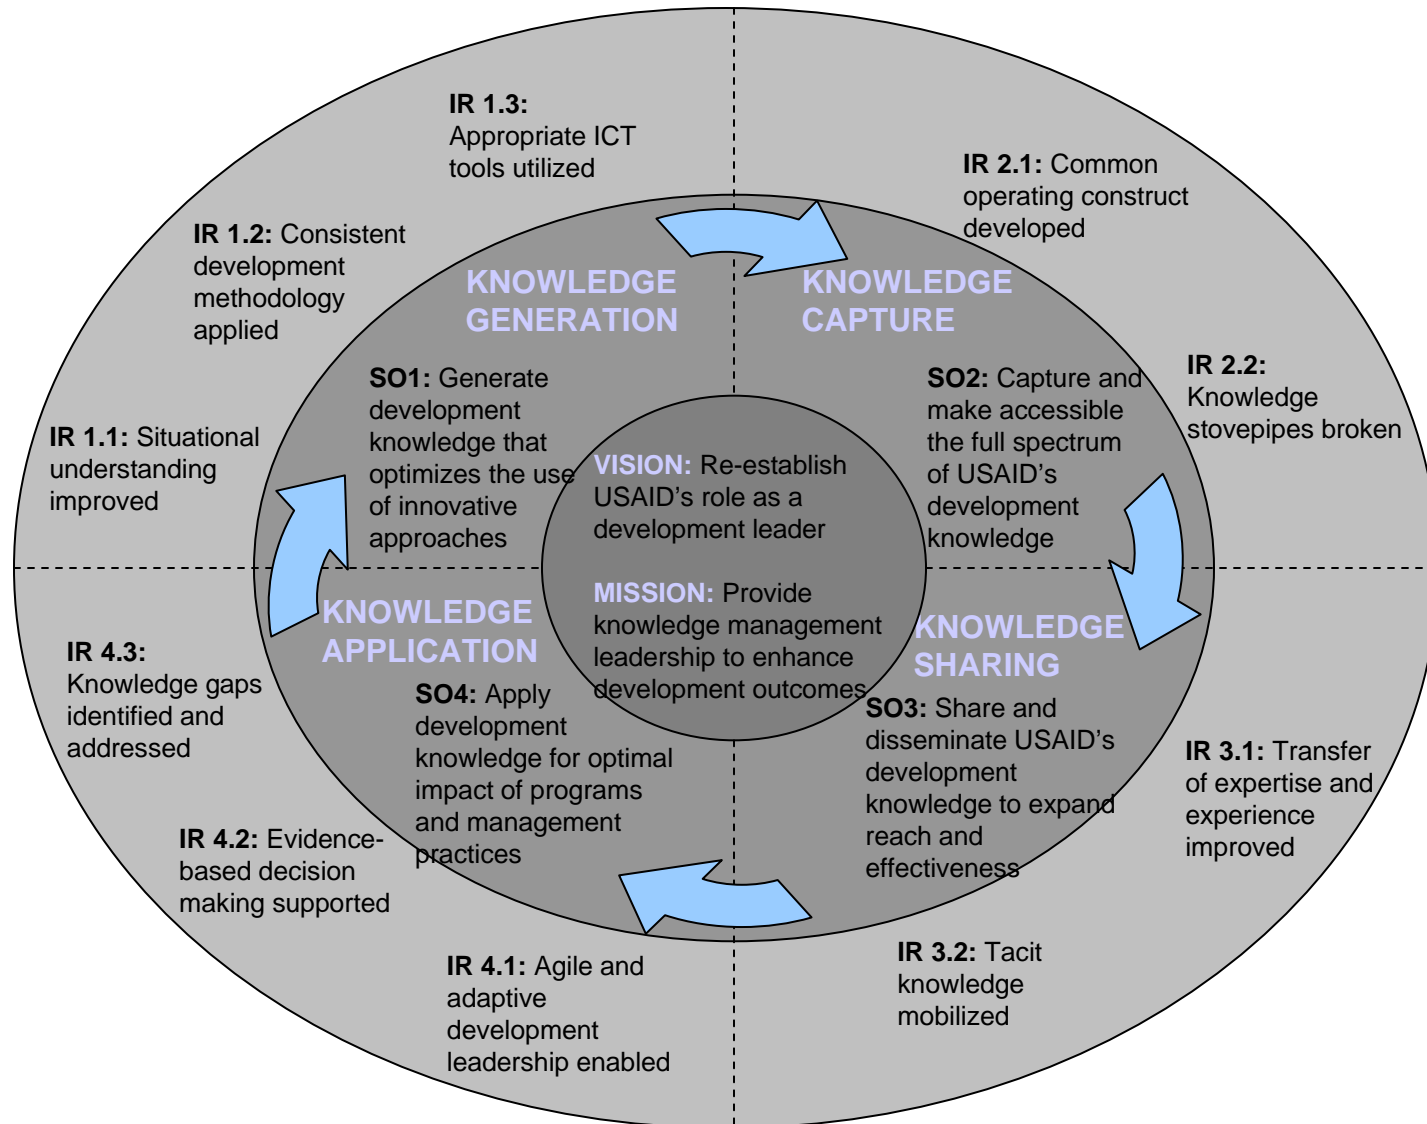 IR 1.3:
Appropriate ICT
tools utilized
IR 2.1: Common
operating construct
developed
IR 1.2: Consistent
development
methodology
applied
KNOWLEDGE
GENERATION
KNOWLEDGE
CAPTURE
IR 1.1: Situational
understanding
improved
SO1: Generate
development
knowledge that
optimizes the use
of innovative
approaches
VISION: Re-establish
USAID’s role as a
development leader
MISSION: Provide
knowledge management
leadership to enhance
development outcomes
SO2: Capture and
make accessible
the full spectrum
of USAID’s
development
knowledge
IR 2.2:
Knowledge
stovepipes broken
KNOWLEDGE
APPLICATION
KNOWLEDGE
SHARING
IR 4.3:
Knowledge gaps
identified and
addressed
SO4: Apply
development
knowledge for optimal
impact of programs
and management
practices
SO3: Share and
disseminate USAID’s
development
knowledge to expand
reach and
effectiveness
IR 3.1: Transfer
of expertise and
experience
improved
IR 4.2: Evidence-
based decision
making supported
IR 4.1: Agile and
adaptive
development
leadership enabled
IR 3.2: Tacit
knowledge
mobilized